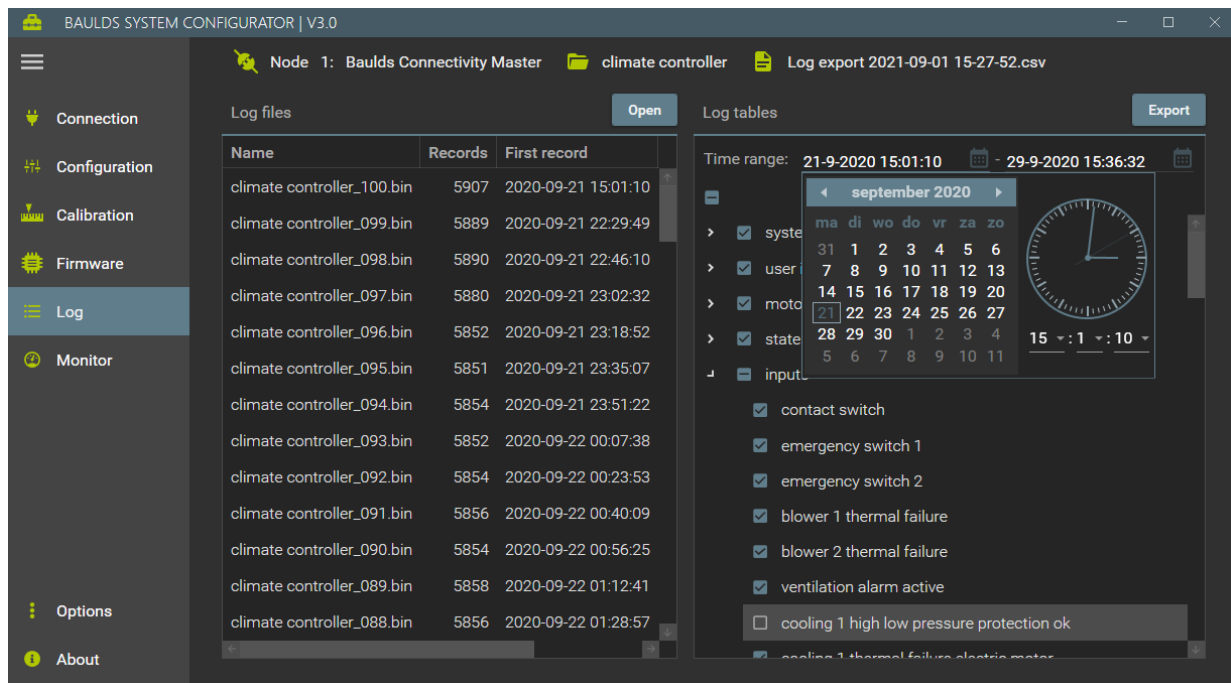 BAULDS SYSTEM CONFIGURATOR | V3.0
Node 1: Baulds Connectivity Master climate controller Log export 2021-09-01 15-27-52.csv
Connection
Configuration
Calibration
Firmware
Log
Monitor
Options
About
Log files Open
Name Records First record
climate controller_100.bin 5907 2020-09-21 15:01:10
climate controller_099.bin 5889 2020-09-21 22:29:49
climate controller_098.bin 5890 2020-09-21 22:46:10
climate controller_097.bin 5880 2020-09-21 23:02:32
climate controller_096.bin 5852 2020-09-21 23:18:52
climate controller_095.bin 5851 2020-09-21 23:35:07
climate controller_094.bin 5854 2020-09-21 23:51:22
climate controller_093.bin 5852 2020-09-22 00:07:38
climate controller_092.bin 5854 2020-09-22 00:23:53
climate controller_091.bin 5856 2020-09-22 00:40:09
climate controller_090.bin 5854 2020-09-22 00:56:25
climate controller_089.bin 5858 2020-09-22 01:12:41
climate controller_088.bin 5856 2020-09-22 01:28:57
Log tables Export
Time range: 21-9-2020 15:01:10 - 29-9-2020 15:36:32
september 2020
ma di wo do vr za zo
31 1 2 3 4 5 6
7 8 9 10 11 12 13
14 15 16 17 18 19 20
21 22 23 24 25 26 27
28 29 30 1 2 3 4
5 6 7 8 9 10 11
15 : 1 : 10
syste
user i
moto
state
inputs
contact switch
emergency switch 1
emergency switch 2
blower 1 thermal failure
blower 2 thermal failure
ventilation alarm active
cooling 1 high low pressure protection ok
cooling 1 thermal failure electric motor